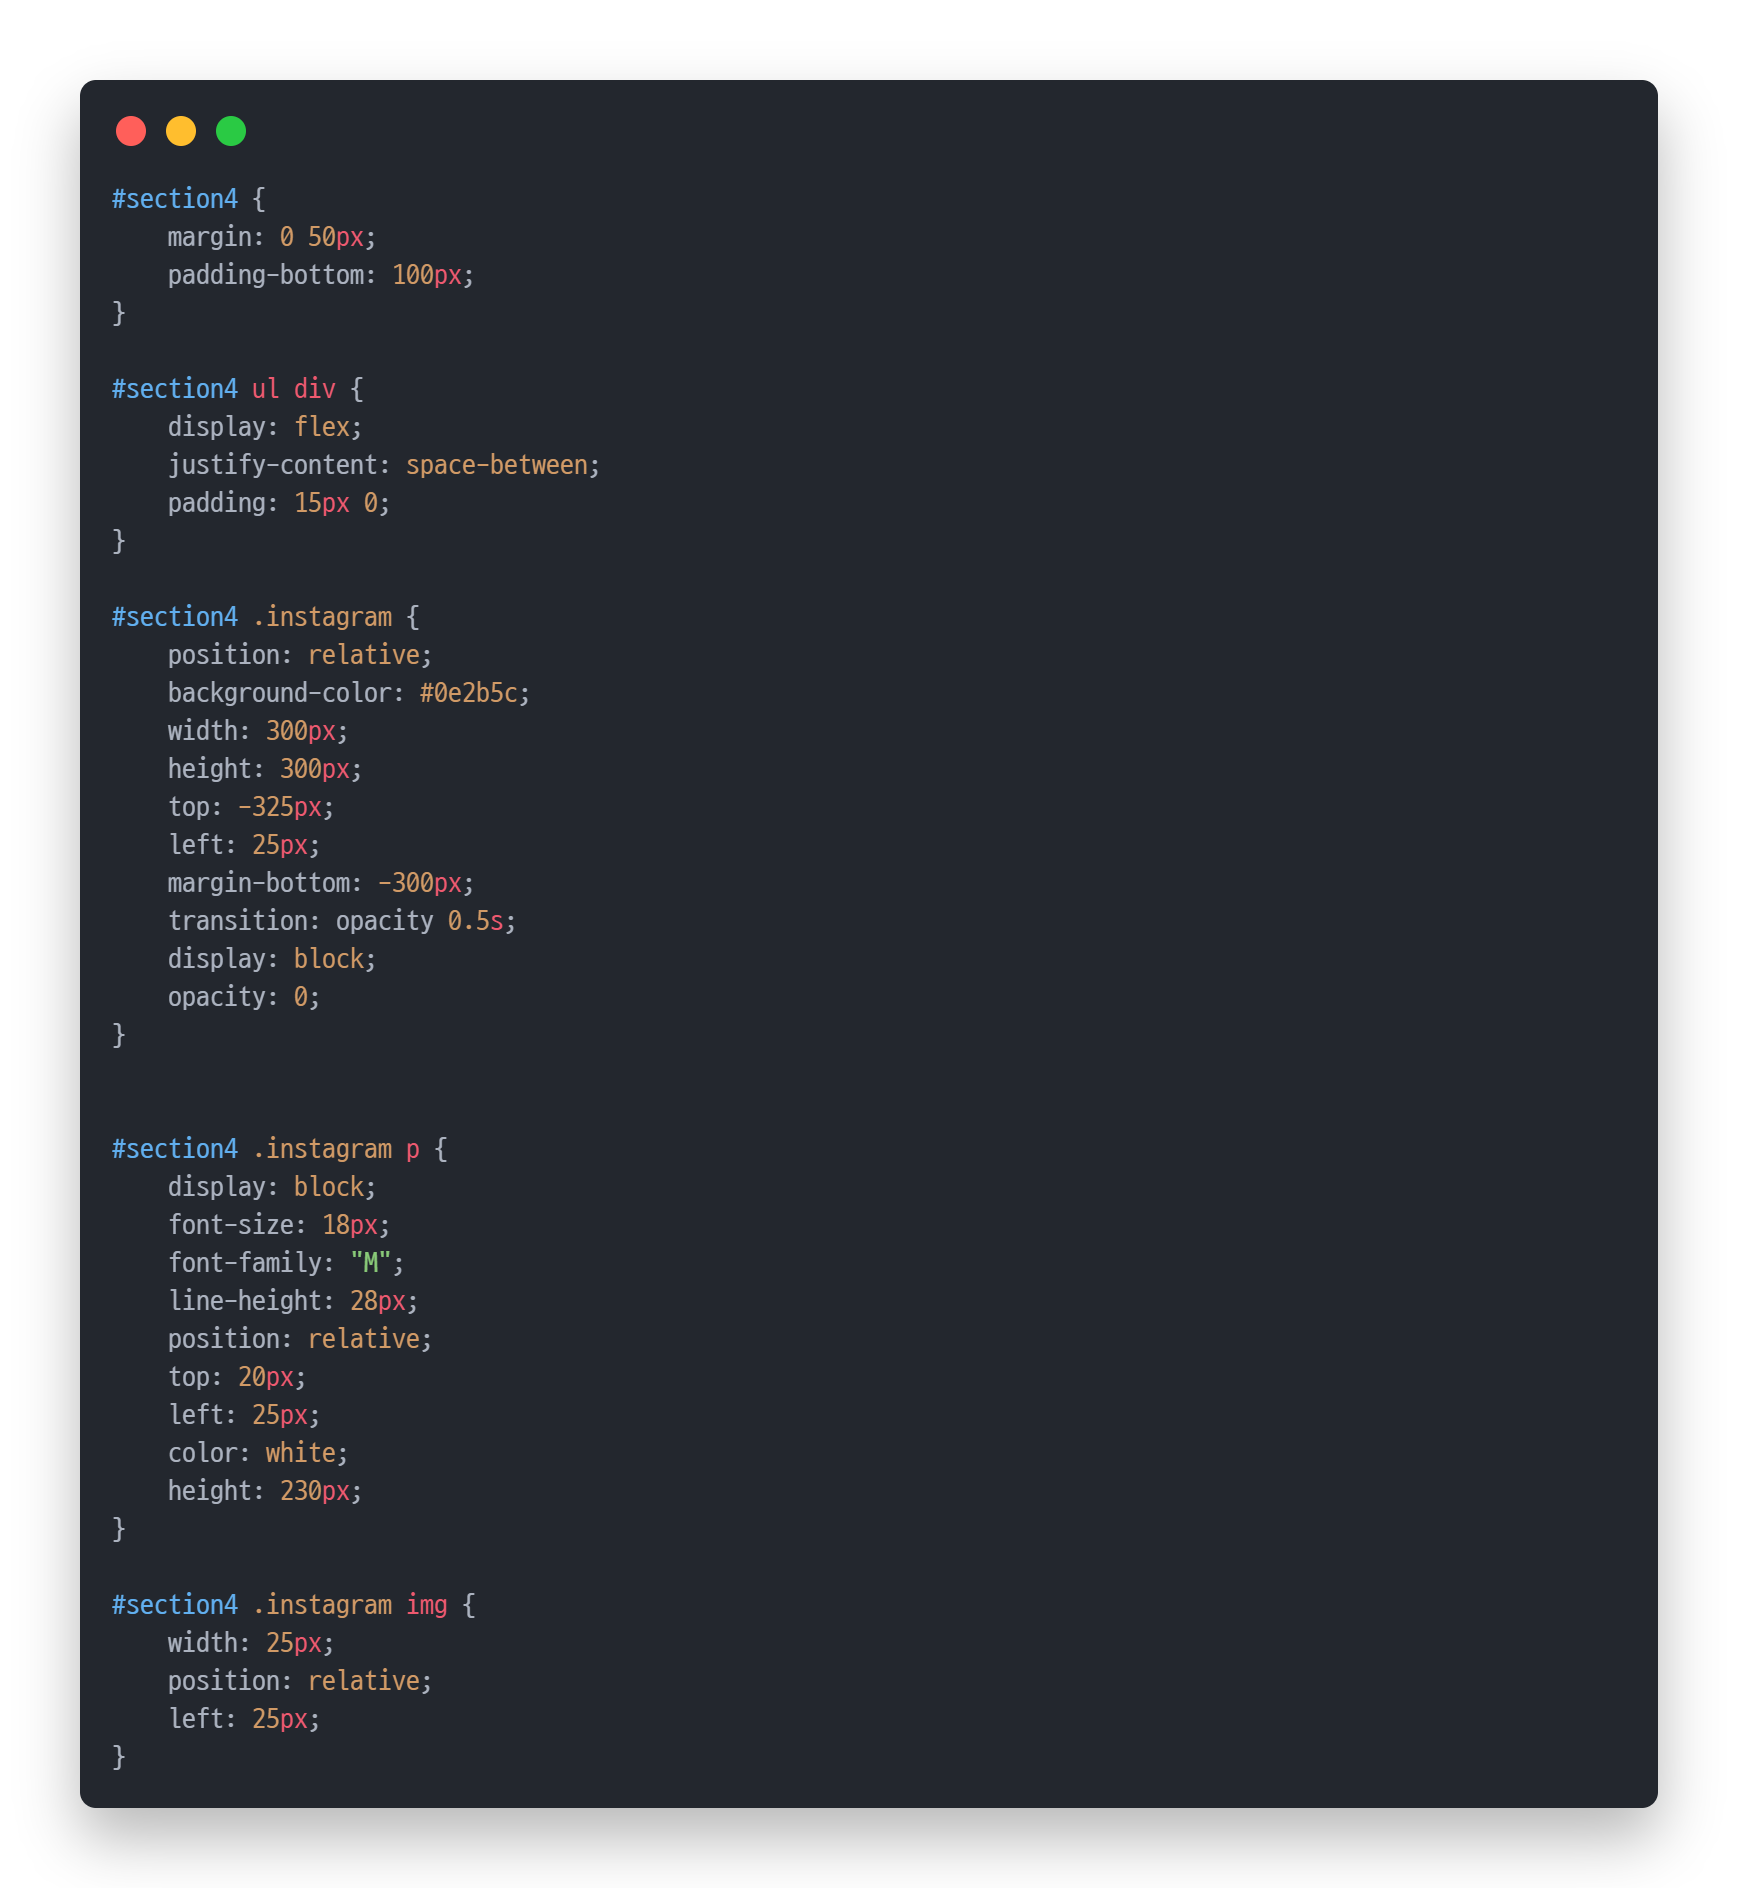 #section4 {
    margin: 0 50px;
    padding-bottom: 100px;
}

#section4 ul div {
    display: flex;
    justify-content: space-between;
    padding: 15px 0;
}

#section4 .instagram {
    position: relative;
    background-color: #0e2b5c;
    width: 300px;
    height: 300px;
    top: -325px;
    left: 25px;
    margin-bottom: -300px;
    transition: opacity 0.5s;
    display: block;
    opacity: 0;
}


#section4 .instagram p {
    display: block;
    font-size: 18px;
    font-family: "M";
    line-height: 28px;
    position: relative;
    top: 20px;
    left: 25px;
    color: white;
    height: 230px;
}

#section4 .instagram img {
    width: 25px;
    position: relative;
    left: 25px;
}